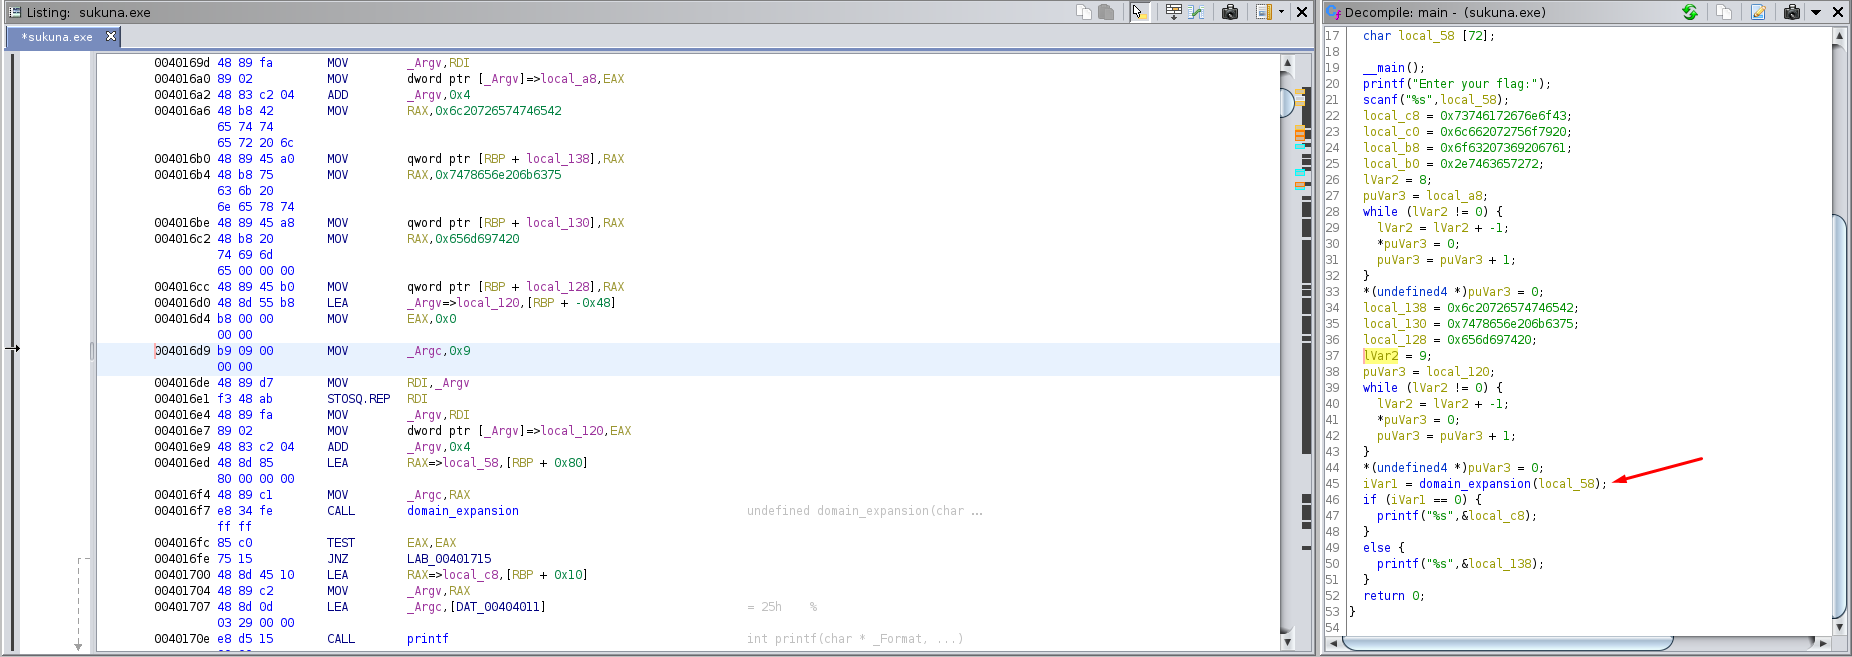 Listing: sukuna.exe
*sukuna.exe
0040169d 48 89 fa MOV _Argv,RDI
004016a0 89 02 MOV dword ptr [_Argv]=>local_a8,EAX
004016a2 48 83 c2 04 ADD _Argv,0x4
004016a6 48 b8 42 MOV RAX,0x6c20726574746542
65 74 74
65 72 20 6c
004016b0 48 89 45 a0 MOV qword ptr [RBP + local_138],RAX
004016b4 48 b8 75 MOV RAX,0x7478656e206b6375
63 6b 20
6e 65 78 74
004016be 48 89 45 a8 MOV qword ptr [RBP + local_130],RAX
004016c2 48 b8 20 MOV RAX,0x656d697420
74 69 6d
65 00 00 00
004016cc 48 89 45 b0 MOV qword ptr [RBP + local_128],RAX
004016d0 48 8d 55 b8 LEA _Argv=>local_120,[RBP + -0x48]
004016d4 b8 00 00 MOV EAX,0x0
00 00
004016d9 b9 09 00 MOV _Argc,0x9
00 00
004016de 48 89 d7 MOV RDI,_Argv
004016e1 f3 48 ab STOSQ.REP RDI
004016e4 48 89 fa MOV _Argv,RDI
004016e7 89 02 MOV dword ptr [_Argv]=>local_120,EAX
004016e9 48 83 c2 04 ADD _Argv,0x4
004016ed 48 8d 85 LEA RAX=>local_58,[RBP + 0x80]
80 00 00 00
004016f4 48 89 c1 MOV _Argc,RAX
004016f7 e8 34 fe CALL domain_expansion undefined domain_expansion(char ...
ff ff
004016fc 85 c0 TEST EAX,EAX
004016fe 75 15 JNZ LAB_00401715
00401700 48 8d 45 10 LEA RAX=>local_c8,[RBP + 0x10]
00401704 48 89 c2 MOV _Argv,RAX
00401707 48 8d 0d LEA _Argc,[DAT_00404011] = 25h %
03 29 00 00
0040170e e8 d5 15 CALL printf int printf(char * _Format, ...)
Decompile: main - (sukuna.exe)
17 char local_58 [72];
18
19 __main();
20 printf("Enter your flag:");
21 scanf("%s",local_58);
22 local_c8 = 0x73746172676e6f43;
23 local_c0 = 0x6c662072756f7920;
24 local_b8 = 0x6f63207369206761;
25 local_b0 = 0x2e7463657272;
26 lVar2 = 8;
27 puVar3 = local_a8;
28 while (lVar2 != 0) {
29 lVar2 = lVar2 + -1;
30 *puVar3 = 0;
31 puVar3 = puVar3 + 1;
32 }
33 *(undefined4 *)puVar3 = 0;
34 local_138 = 0x6c20726574746542;
35 local_130 = 0x7478656e206b6375;
36 local_128 = 0x656d697420;
37 lVar2 = 9;
38 puVar3 = local_120;
39 while (lVar2 != 0) {
40 lVar2 = lVar2 + -1;
41 *puVar3 = 0;
42 puVar3 = puVar3 + 1;
43 }
44 *(undefined4 *)puVar3 = 0;
45 iVar1 = domain_expansion(local_58);
46 if (iVar1 == 0) {
47 printf("%s",&local_c8);
48 }
49 else {
50 printf("%s",&local_138);
51 }
52 return 0;
53 }
54